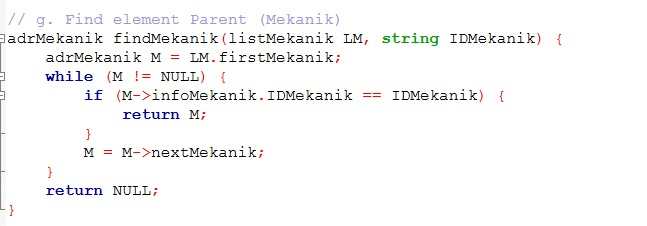 // g. Find element Parent (Mekanik)
adrMekanik findMekanik(listMekanik LM, string IDMekanik) {
    adrMekanik M = LM.firstMekanik;
    while (M != NULL) {
        if (M->infoMekanik.IDMekanik == IDMekanik) {
            return M;
        }
        M = M->nextMekanik;
    }
    return NULL;
}